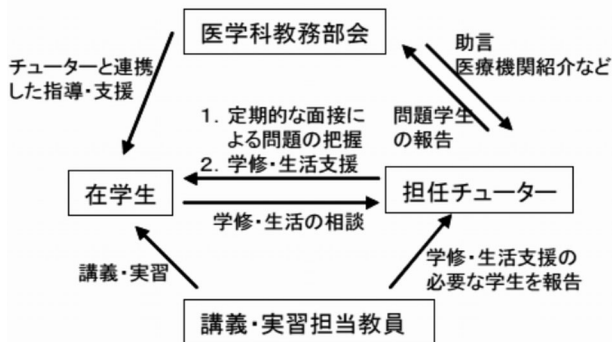 医学科教務部会
チューターと連携
した指導・支援
助言
医療機関紹介など
1. 定期的な面接に
よる問題の把握
2. 学修・生活支援
問題学生
の報告
在学生
担任チューター
学修・生活の相談
講義・実習
学修・生活支援の
必要な学生を報告
講義・実習担当教員